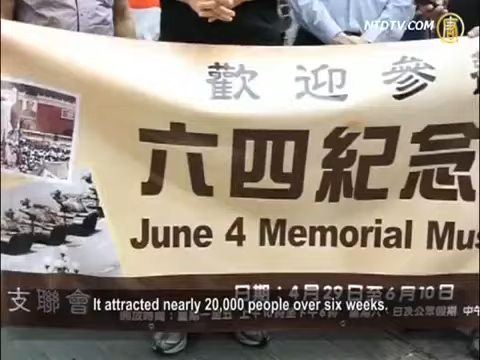 NTDTV.COM
歡迎參
六四紀念
June 4 Memorial Mus
日期：4月29日至6月10日
支聯會
It attracted nearly 20,000 people over six weeks.